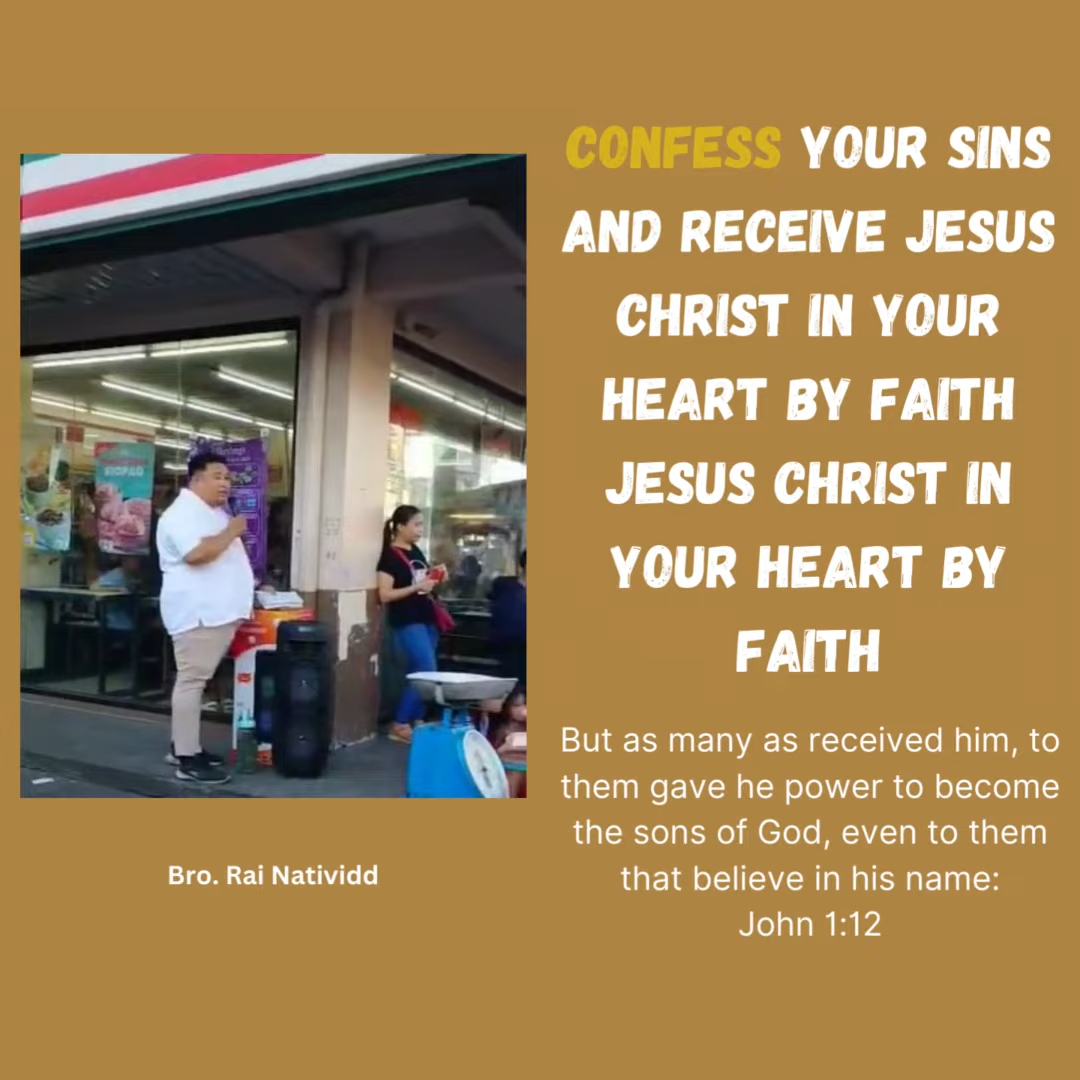 CONFESS YOUR SINS
AND RECEIVE JESUS
CHRIST IN YOUR
HEART BY FAITH
JESUS CHRIST IN
YOUR HEART BY
FAITH
But as many as received him, to
them gave he power to become
the sons of God, even to them
that believe in his name:
John 1:12
SIOPAO
Bro. Rai Natividd